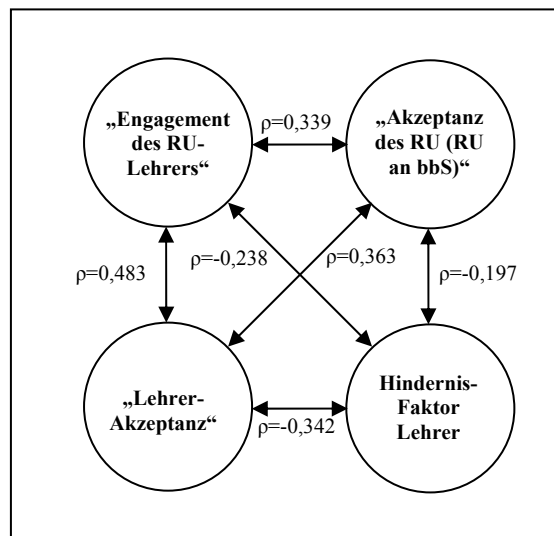 „Engagement
des RU-
Lehrers“
ρ=0,339
„Akzeptanz
des RU (RU
an bbS)“
ρ=0,483
ρ=-0,238
ρ=0,363
ρ=-0,197
„Lehrer-
Akzeptanz“
ρ=-0,342
Hindernis-
Faktor
Lehrer